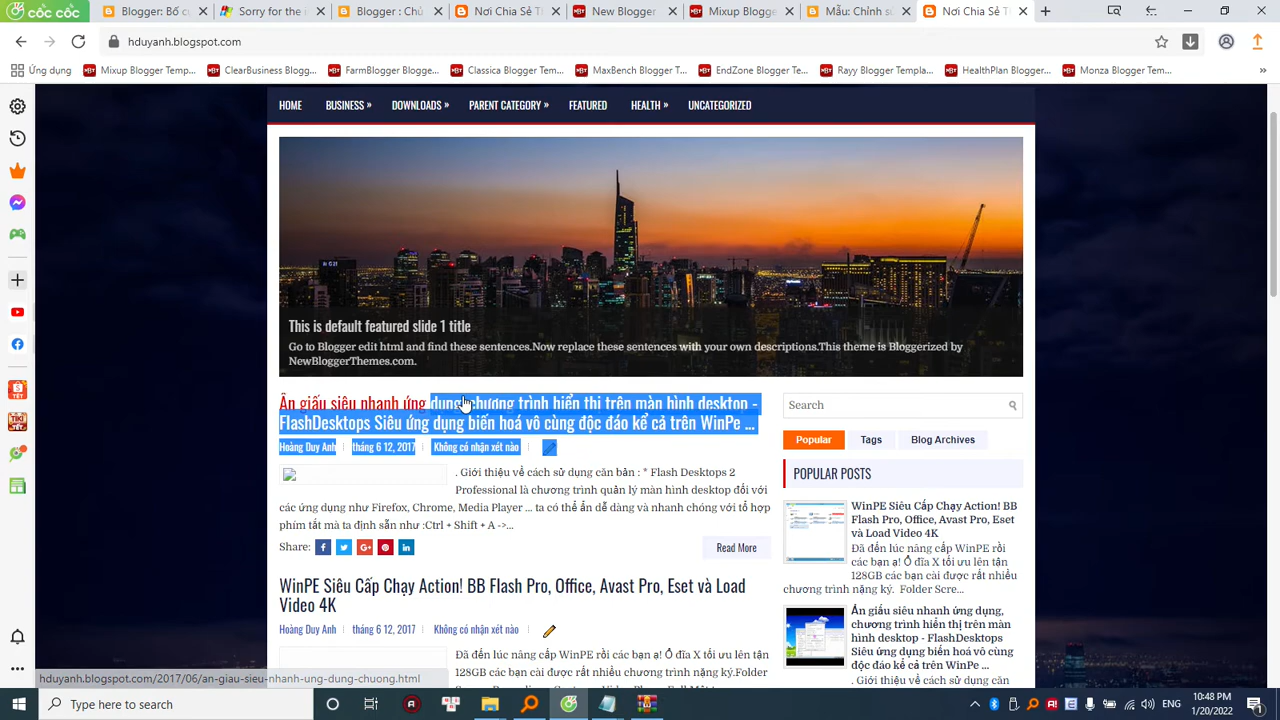 cốc cốc
Blogger: Bố c
Sorry for the i
Blogger : Chủ
Nơi Chia Sẻ T
New Blogger
Mixup Blogge
Mẫu: Chính s
Nơi Chia Sẻ Tl
hduyanh.blogspot.com
Ứng dụng
Mixup Blogger Temp...
ClearBusiness Blogg...
FarmBlogger Blogge...
Classica Blogger Tem...
MaxBench Blogger T...
EndZone Blogger Te...
Rayy Blogger Templa...
HealthPlan Blogger...
Monza Blogger Tem...
HOME
BUSINESS »
DOWNLOADS »
PARENT CATEGORY »
FEATURED
HEALTH »
UNCATEGORIZED
This is default featured slide 1 title
Go to Blogger edit html and find these sentences.Now replace these sentences with your own descriptions.This theme is Bloggerized by
NewBloggerThemes.com.
Ẩn giấu siêu nhanh ứng dụng, chương trình hiển thị trên màn hình desktop -
FlashDesktops Siêu ứng dụng biến hoá vô cùng độc đáo kể cả trên WinPe ...
Hoàng Duy Anh
tháng 6 12, 2017
Không có nhận xét nào
. Giới thiệu về cách sử dụng căn bản : * Flash Desktops 2
Professional là chương trình quản lý màn hình desktop đối với
các ứng dụng như Firefox, Chrome, Media Player ... ta có thể ẩn dễ dàng và nhanh chóng với tổ hợp
phím tắt mà ta định sẵn như :Ctrl + Shift + A ->...
Share:
Read More
WinPE Siêu Cấp Chạy Action! BB Flash Pro, Office, Avast Pro, Eset và Load
Video 4K
Hoàng Duy Anh
tháng 6 12, 2017
Không có nhận xét nào
Đã đến lúc nâng cấp WinPE rồi các bạn ạ! Ổ đĩa X tối ưu lên tận
128GB các bạn cài được rất nhiều chương trình nặng ký.Folder
Search
Popular
Tags
Blog Archives
POPULAR POSTS
WinPE Siêu Cấp Chạy Action! BB
Flash Pro, Office, Avast Pro, Eset
và Load Video 4K
Đã đến lúc nâng cấp WinPE rồi
các bạn ạ! Ổ đĩa X tối ưu lên tận
128GB các bạn cài được rất nhiều
chương trình nặng ký. Folder Scre...
Ẩn giấu siêu nhanh ứng dụng,
chương trình hiển thị trên màn
hình desktop - FlashDesktops
Siêu ứng dụng biến hoá vô cùng
độc đáo kể cả trên WinPe ...
. Giới thiệu về cách sử dụng căn
hduyanh.blogspot.com/2017/06/an-giau-sieu-nhanh-ung-dung-chuong.html
Type here to search
ENG
10:48 PM
1/20/2022